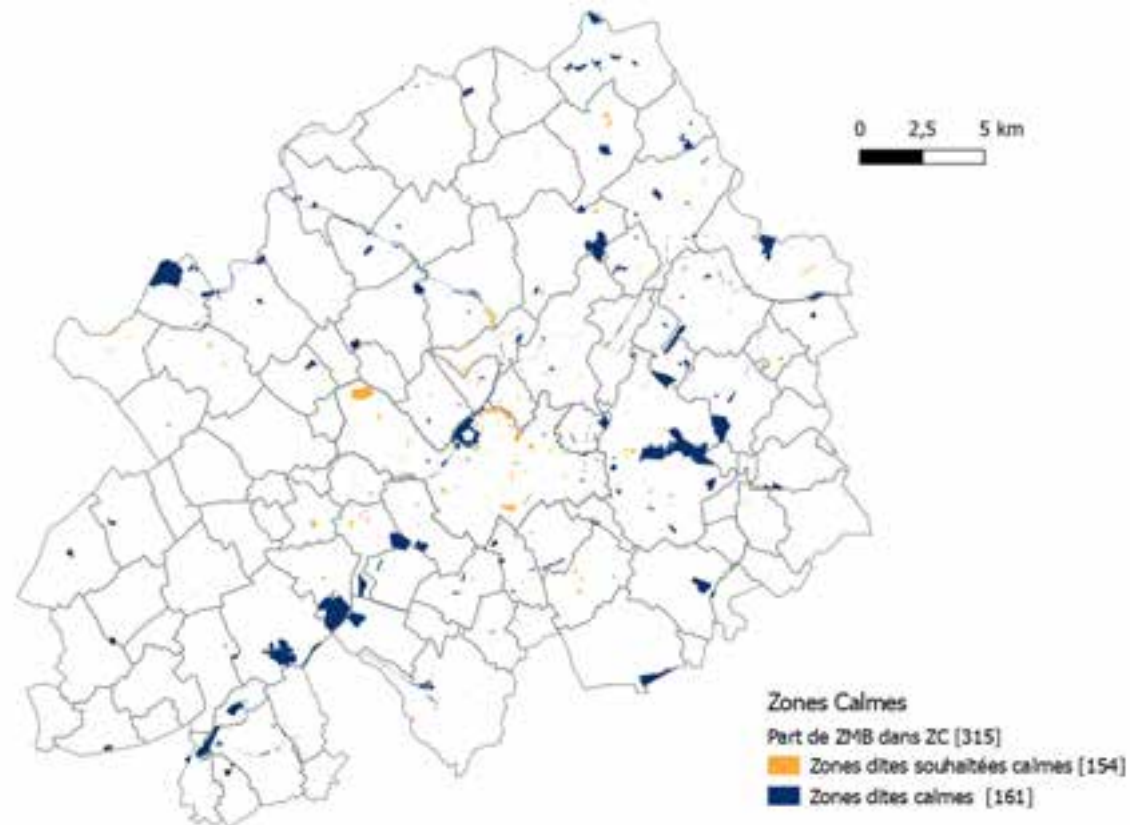 0 2,5 5 km
Zones Calmes
Part de ZMB dans ZC [315]
Zones dites souhaitées calmes [154]
Zones dites calmes [161]